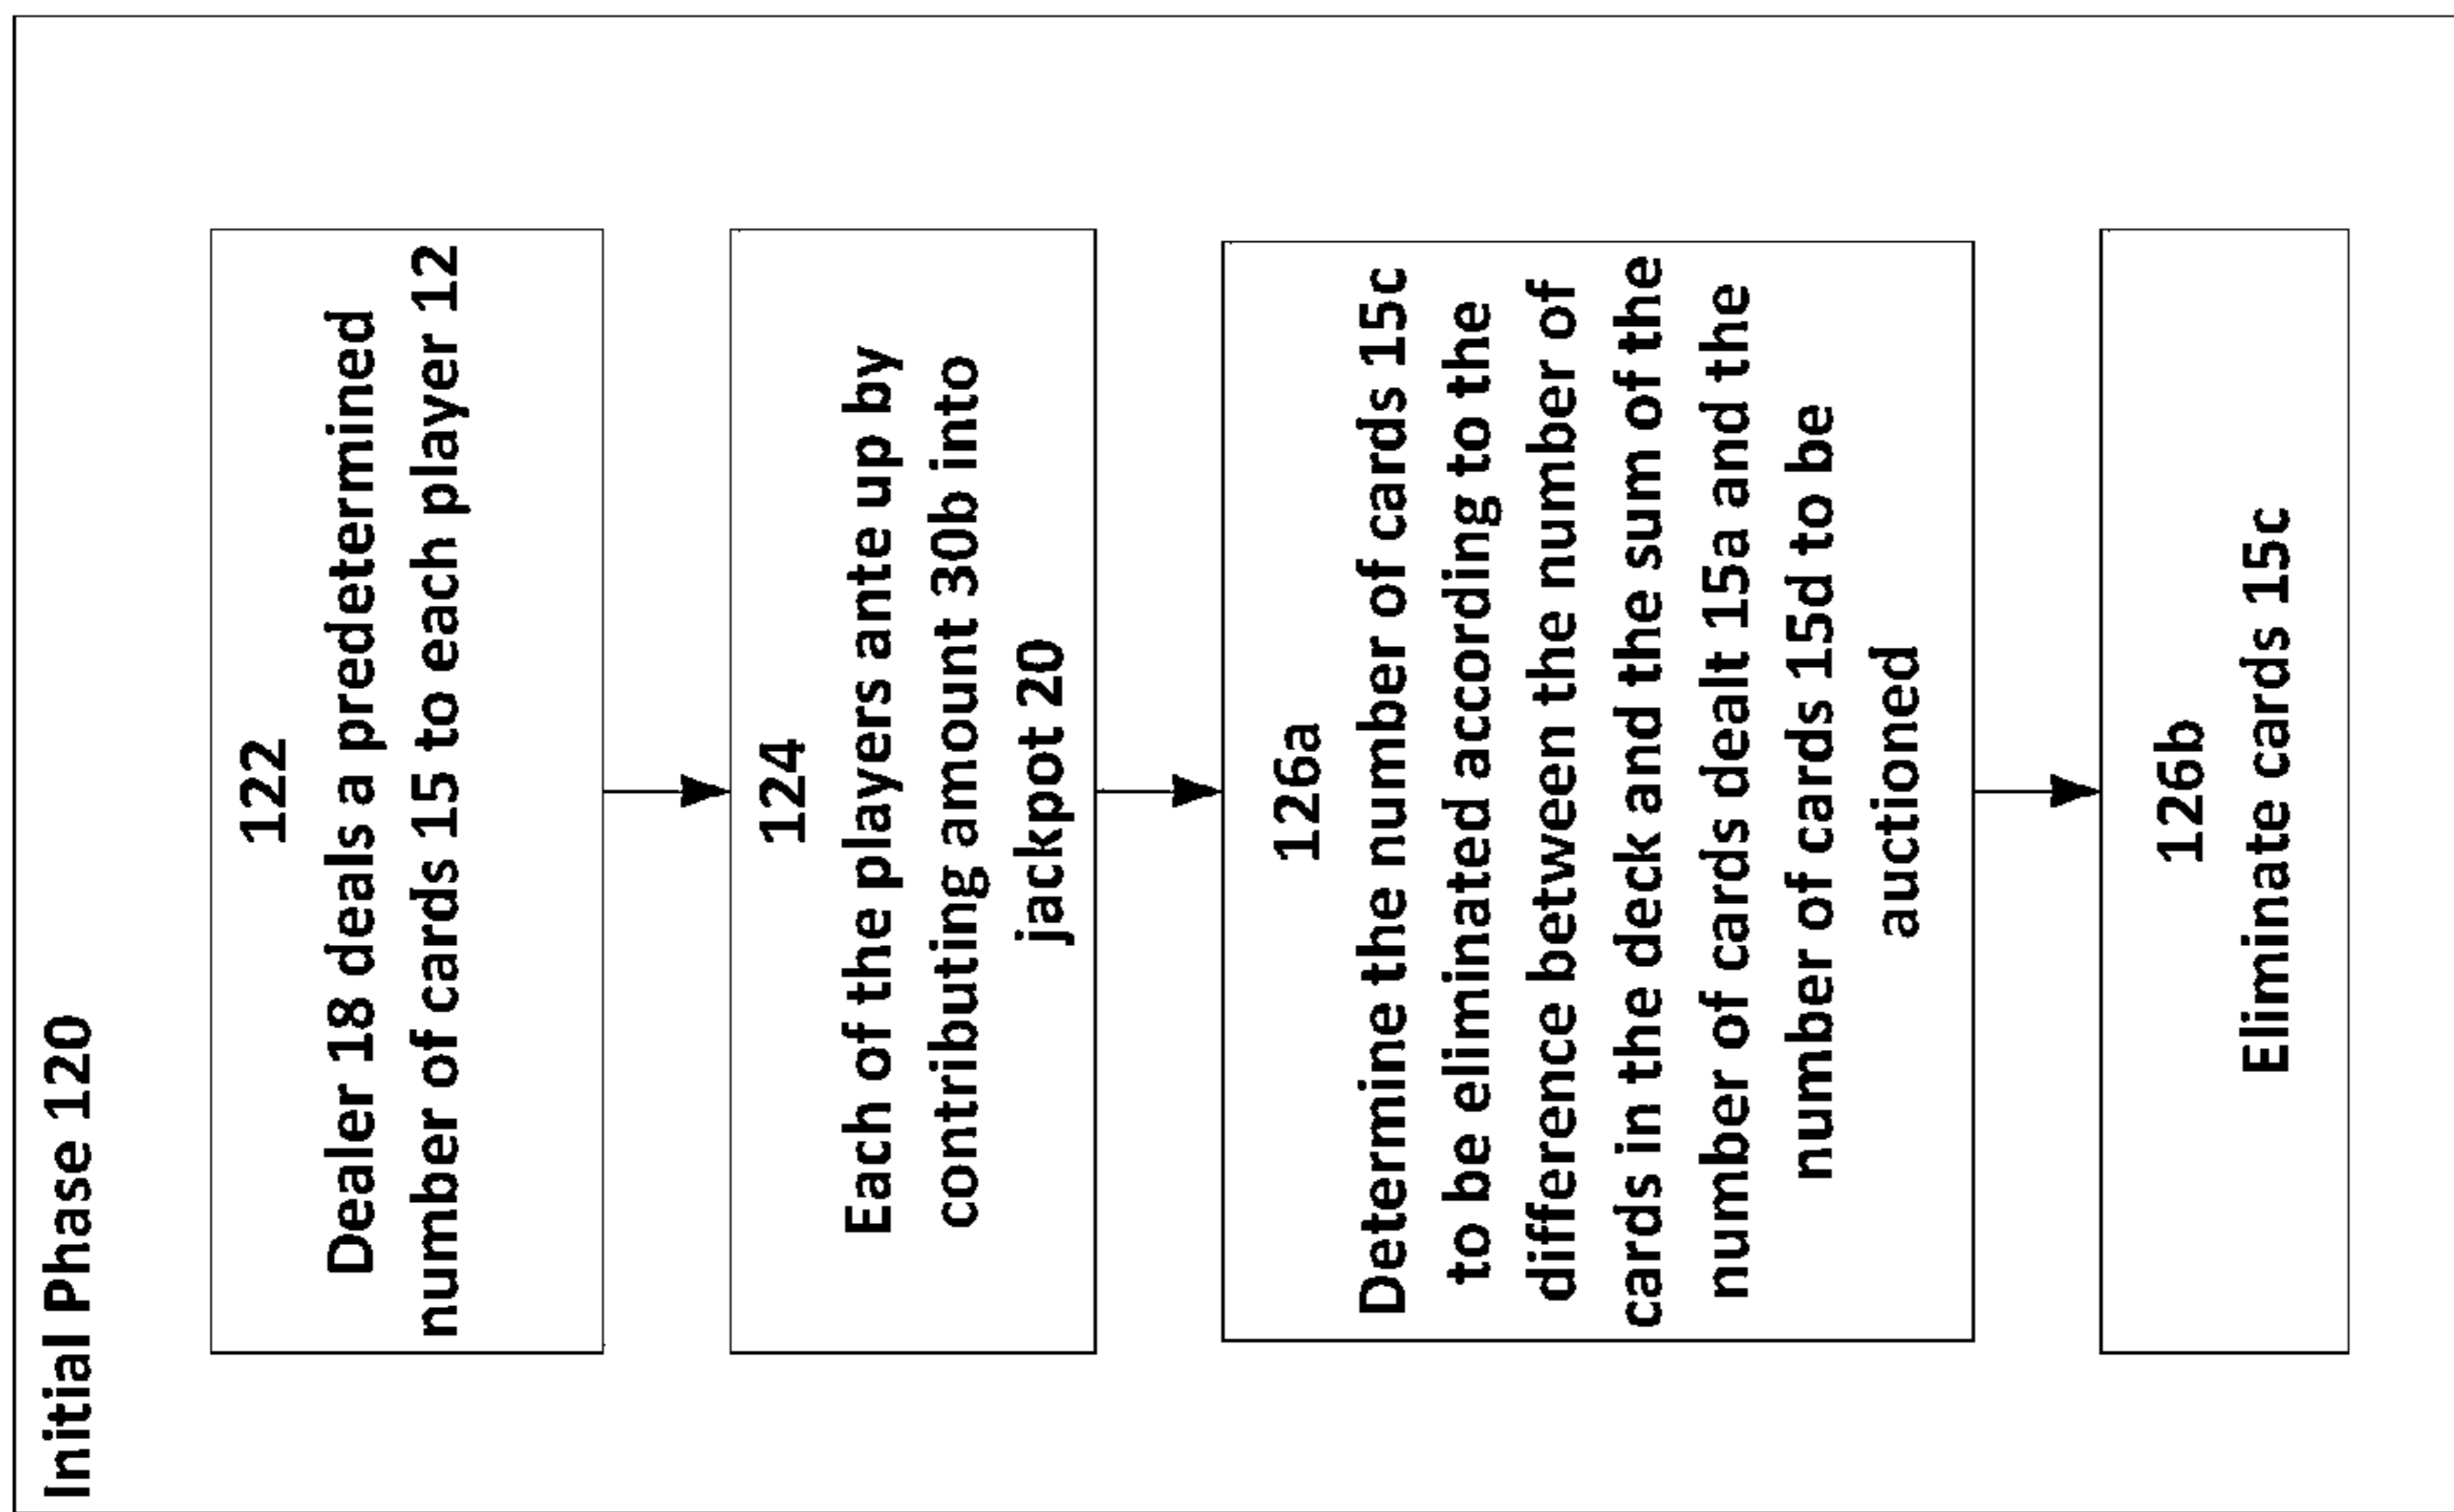 Initial Phase 120
122
Dealer 18 deals a predetermined
number of cards 15 to each player 12
124
Each of the players ante up by
contributing amount 30b into
jackpot 20
126a
Determine the number of cards 15c
to be eliminated according to the
difference between the number of
cards in the deck and the sum of the
number of cards dealt 15a and the
number of cards 15d to be
auctioned
126b
Eliminate cards 15c